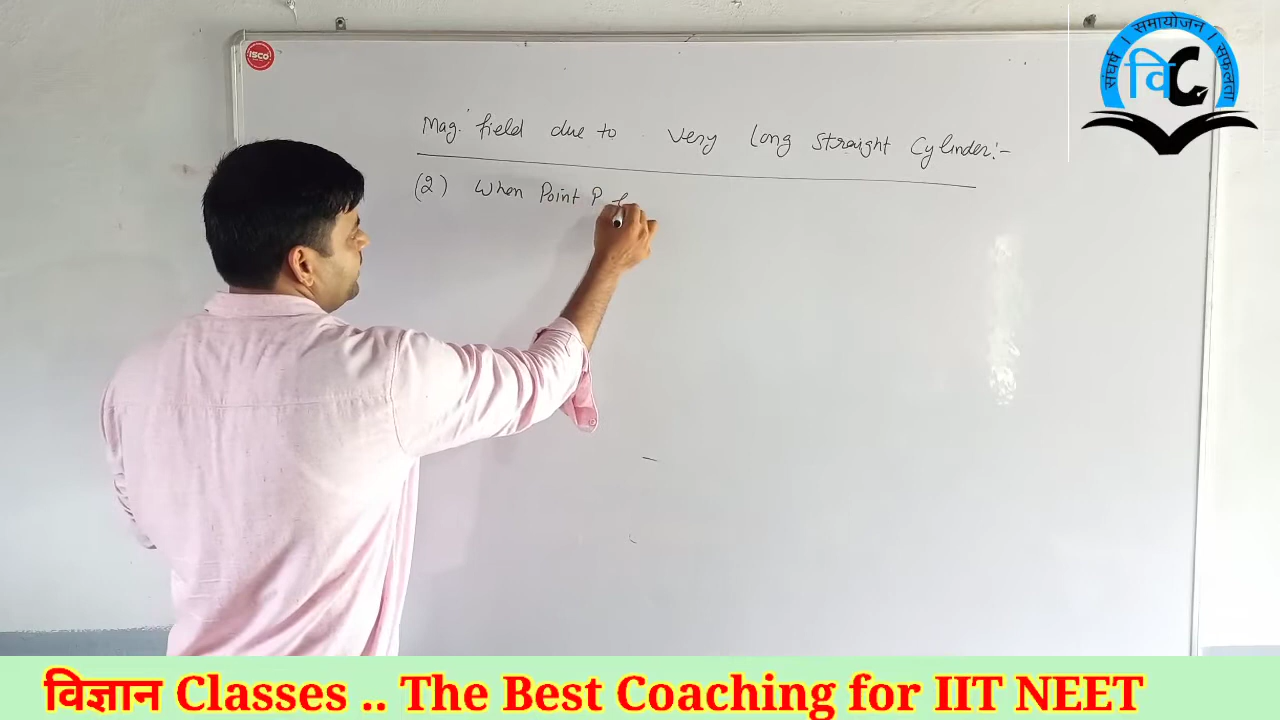 ISCO
संघर्ष । समायोजन । सफलता
विC
Mag. field due to very long straight cylinder:-
(2) When Point P
विज्ञान Classes .. The Best Coaching for IIT NEET